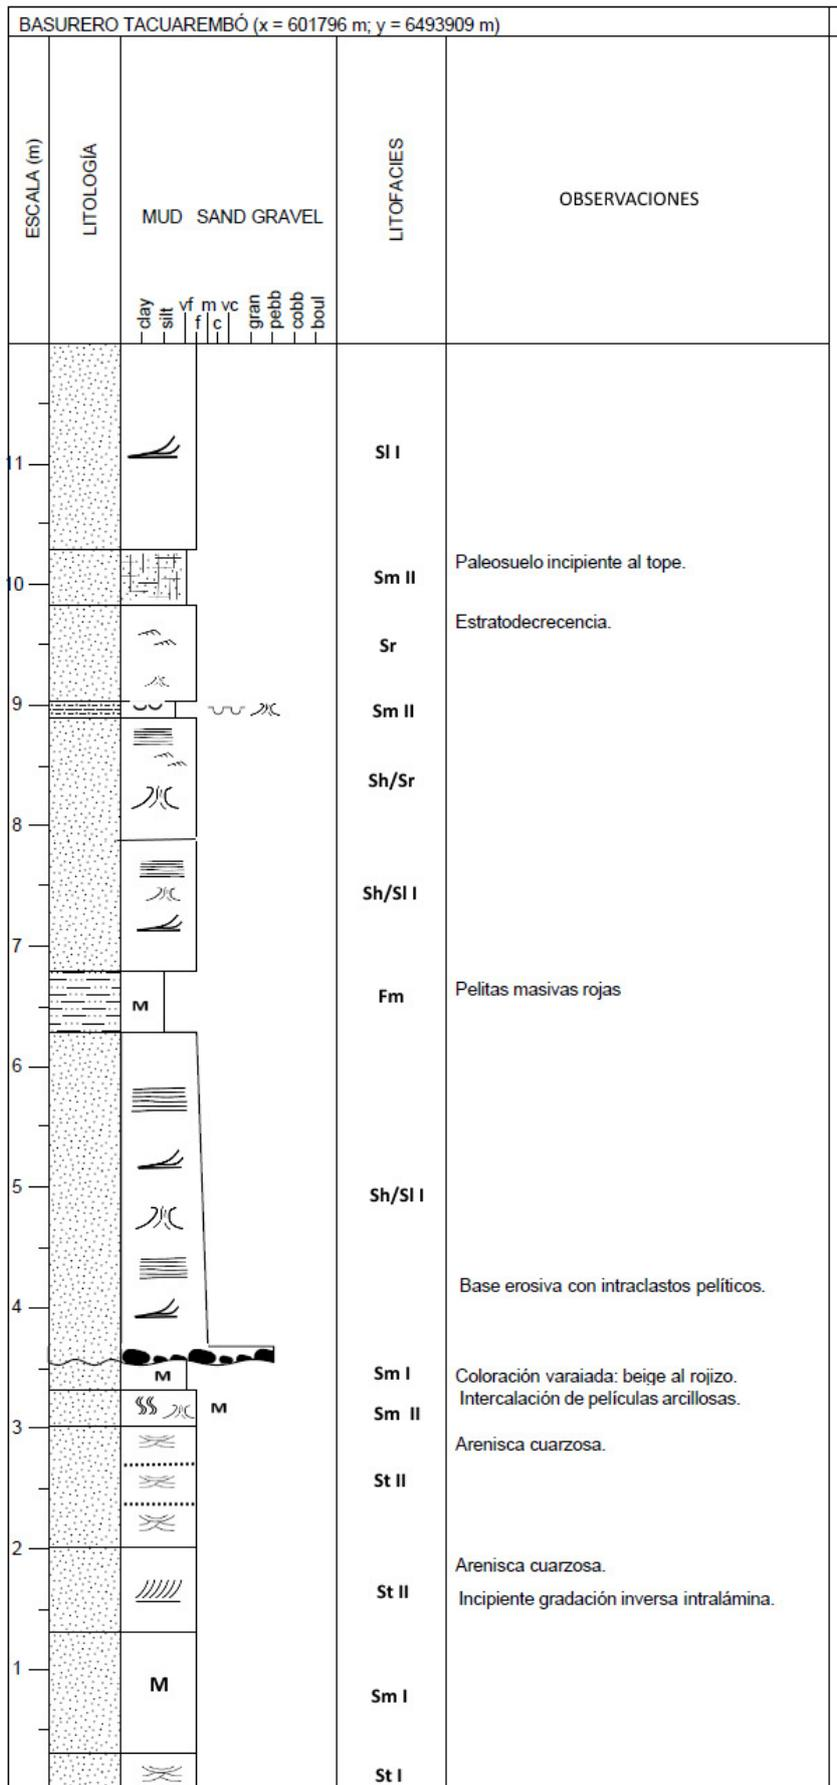 BASURERO TACUAREMBÓ (x = 601796 m; y = 6493909 m)
ESCALA (m)
LITOLOGÍA
MUD SAND GRAVEL
clay
silt
vf
f
m
c
vc
gran
pebb
cobb
boul
LITOFACIES
OBSERVACIONES
11
Sl I
Paleosuelo incipiente al tope.
10
Sm II
Estratodecrecencia.
Sr
9
Sm II
Sh/Sr
8
Sh/Sl I
7
Pelitas masivas rojas
Fm
M
6
5
Sh/Sl I
Base erosiva con intraclastos pelíticos.
4
M
Sm I
Coloración varaiada: beige al rojizo.
Intercalación de películas arcillosas.
M
Sm II
3
Arenisca cuarzosa.
St II
2
Arenisca cuarzosa.
St II
Incipiente gradación inversa intralámina.
1
M
Sm I
St I